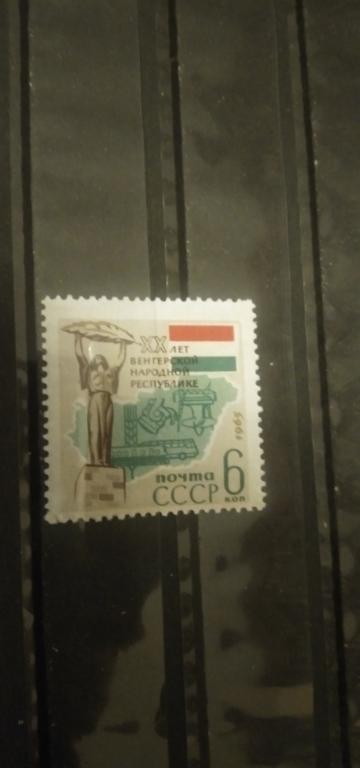 XX ЛЕТ
ВЕНГЕРСКОЙ
НАРОДНОЙ
РЕСПУБЛИКЕ
1965
ПОЧТА
СССР
6
КОП